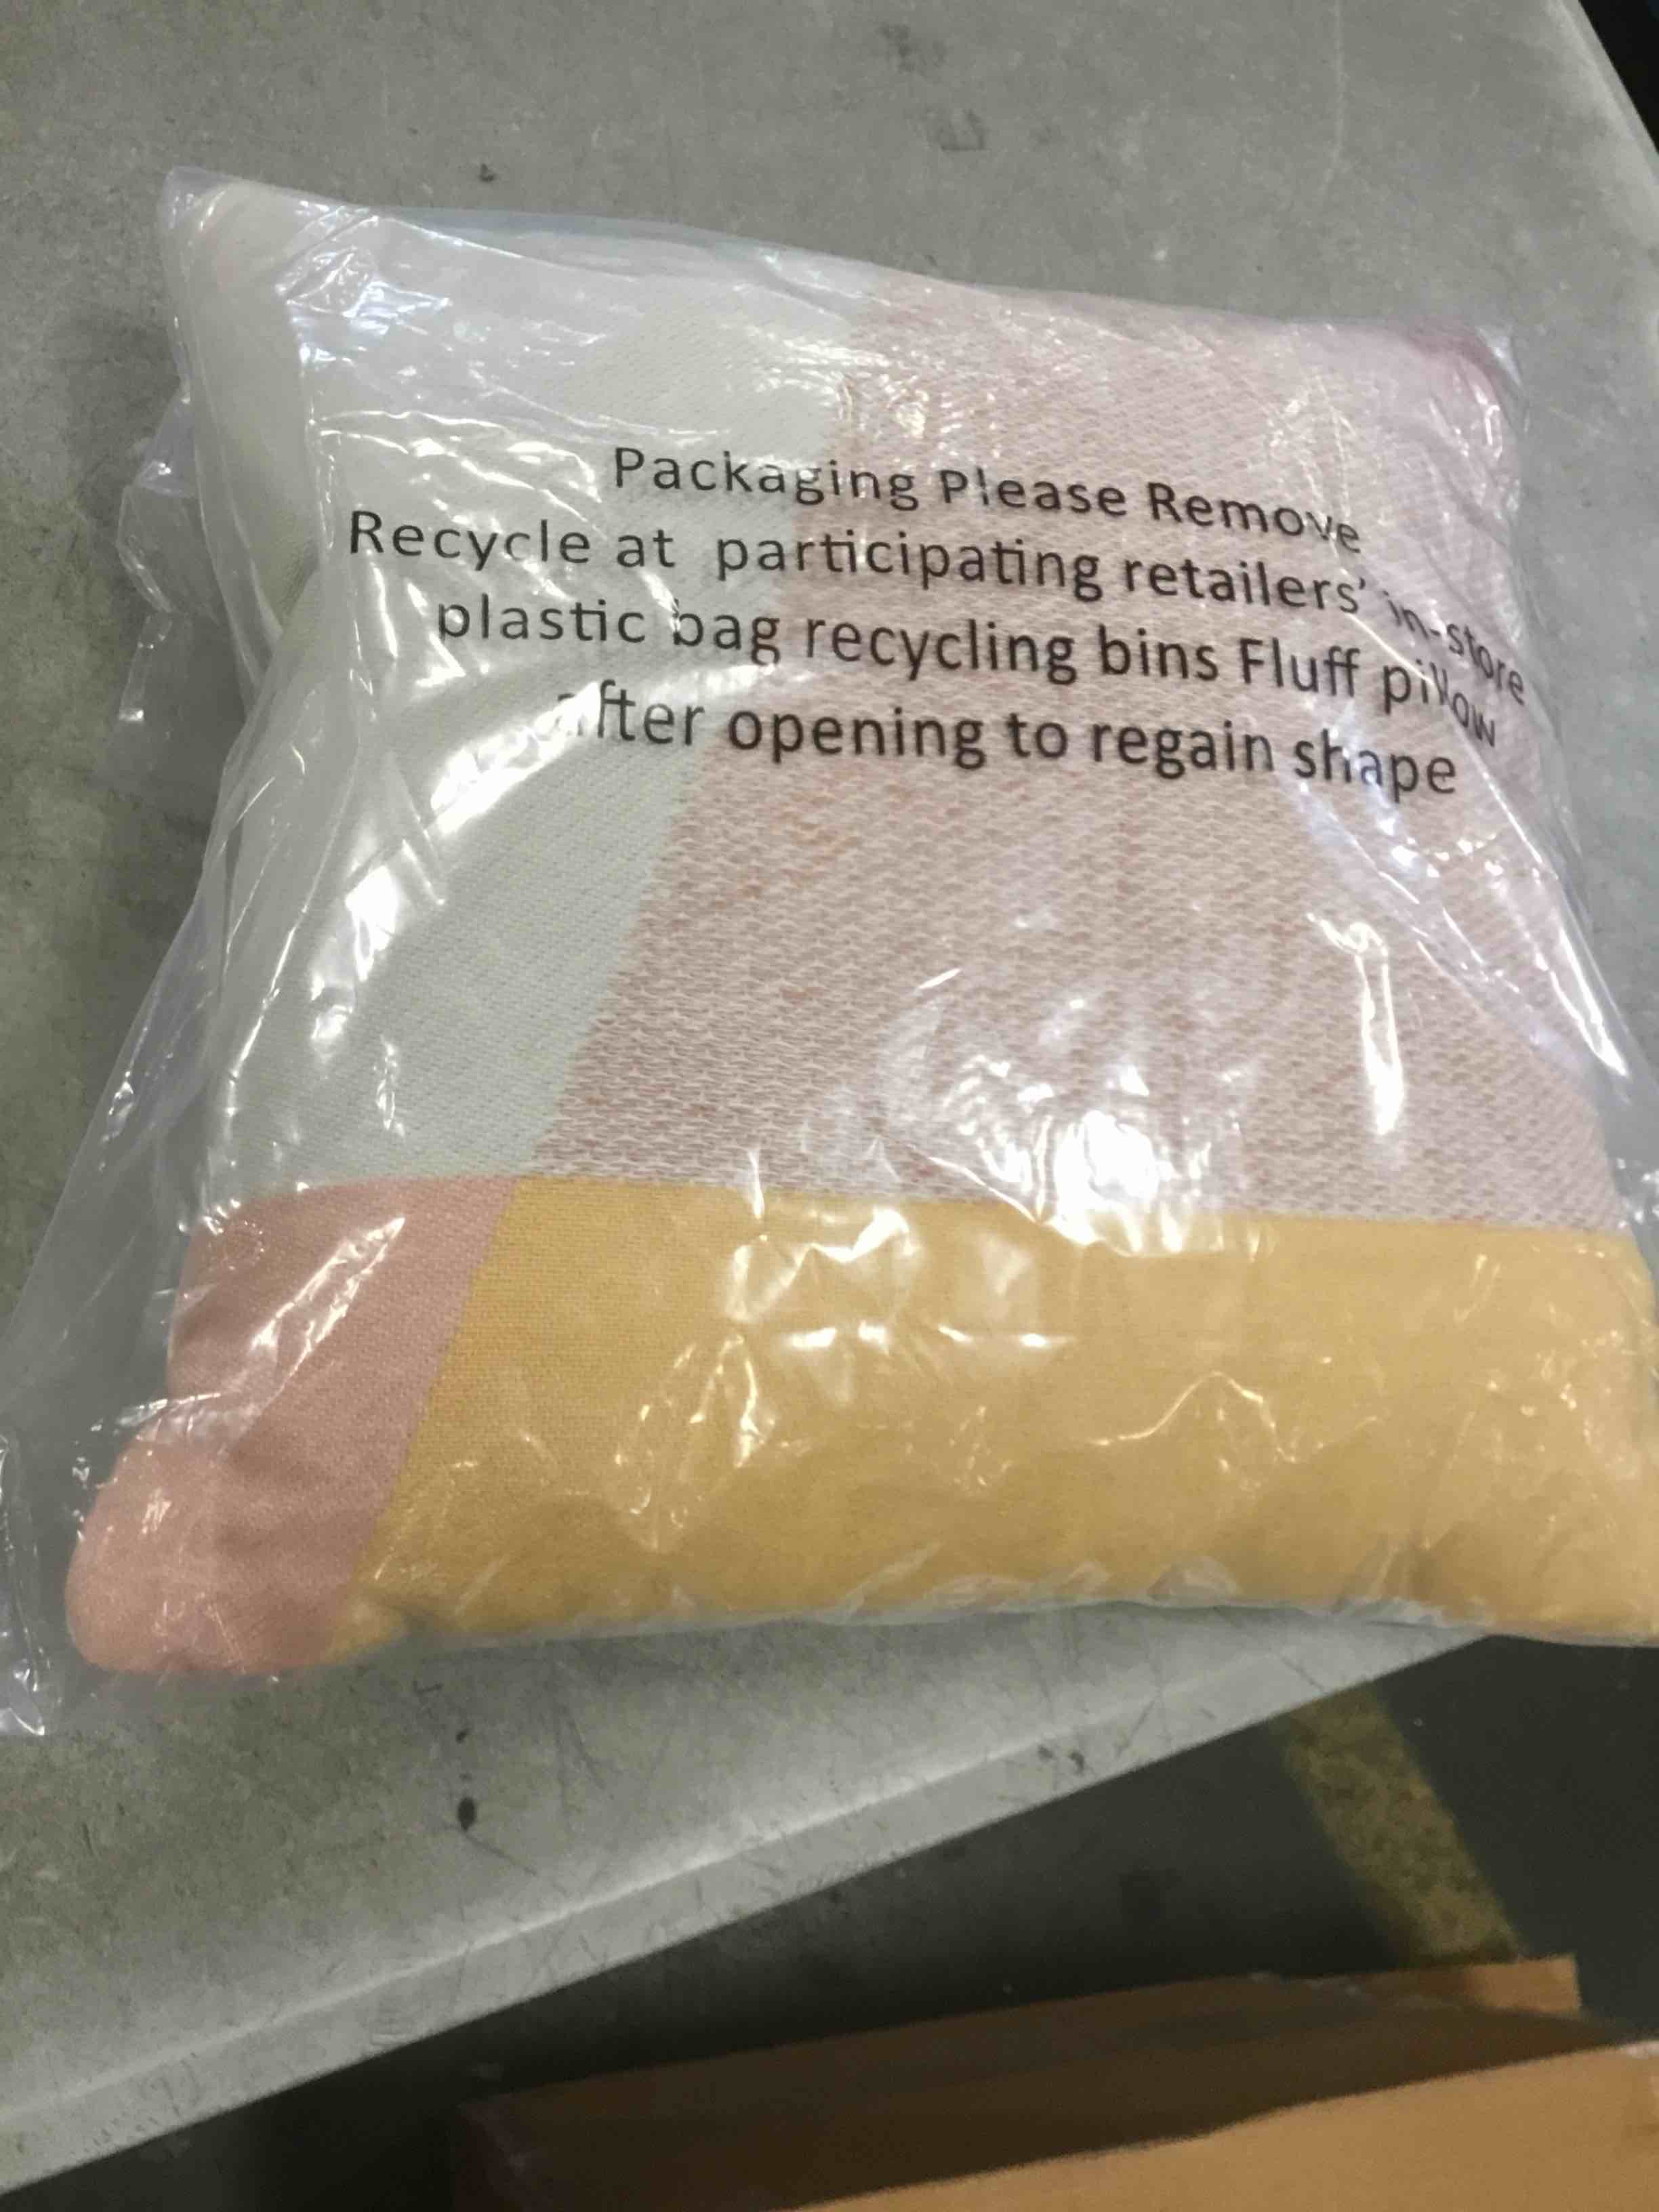 Packaging Please Remove
Recycle at participating retailers' in-store
plastic bag recycling bins Fluff pillow
after opening to regain shape